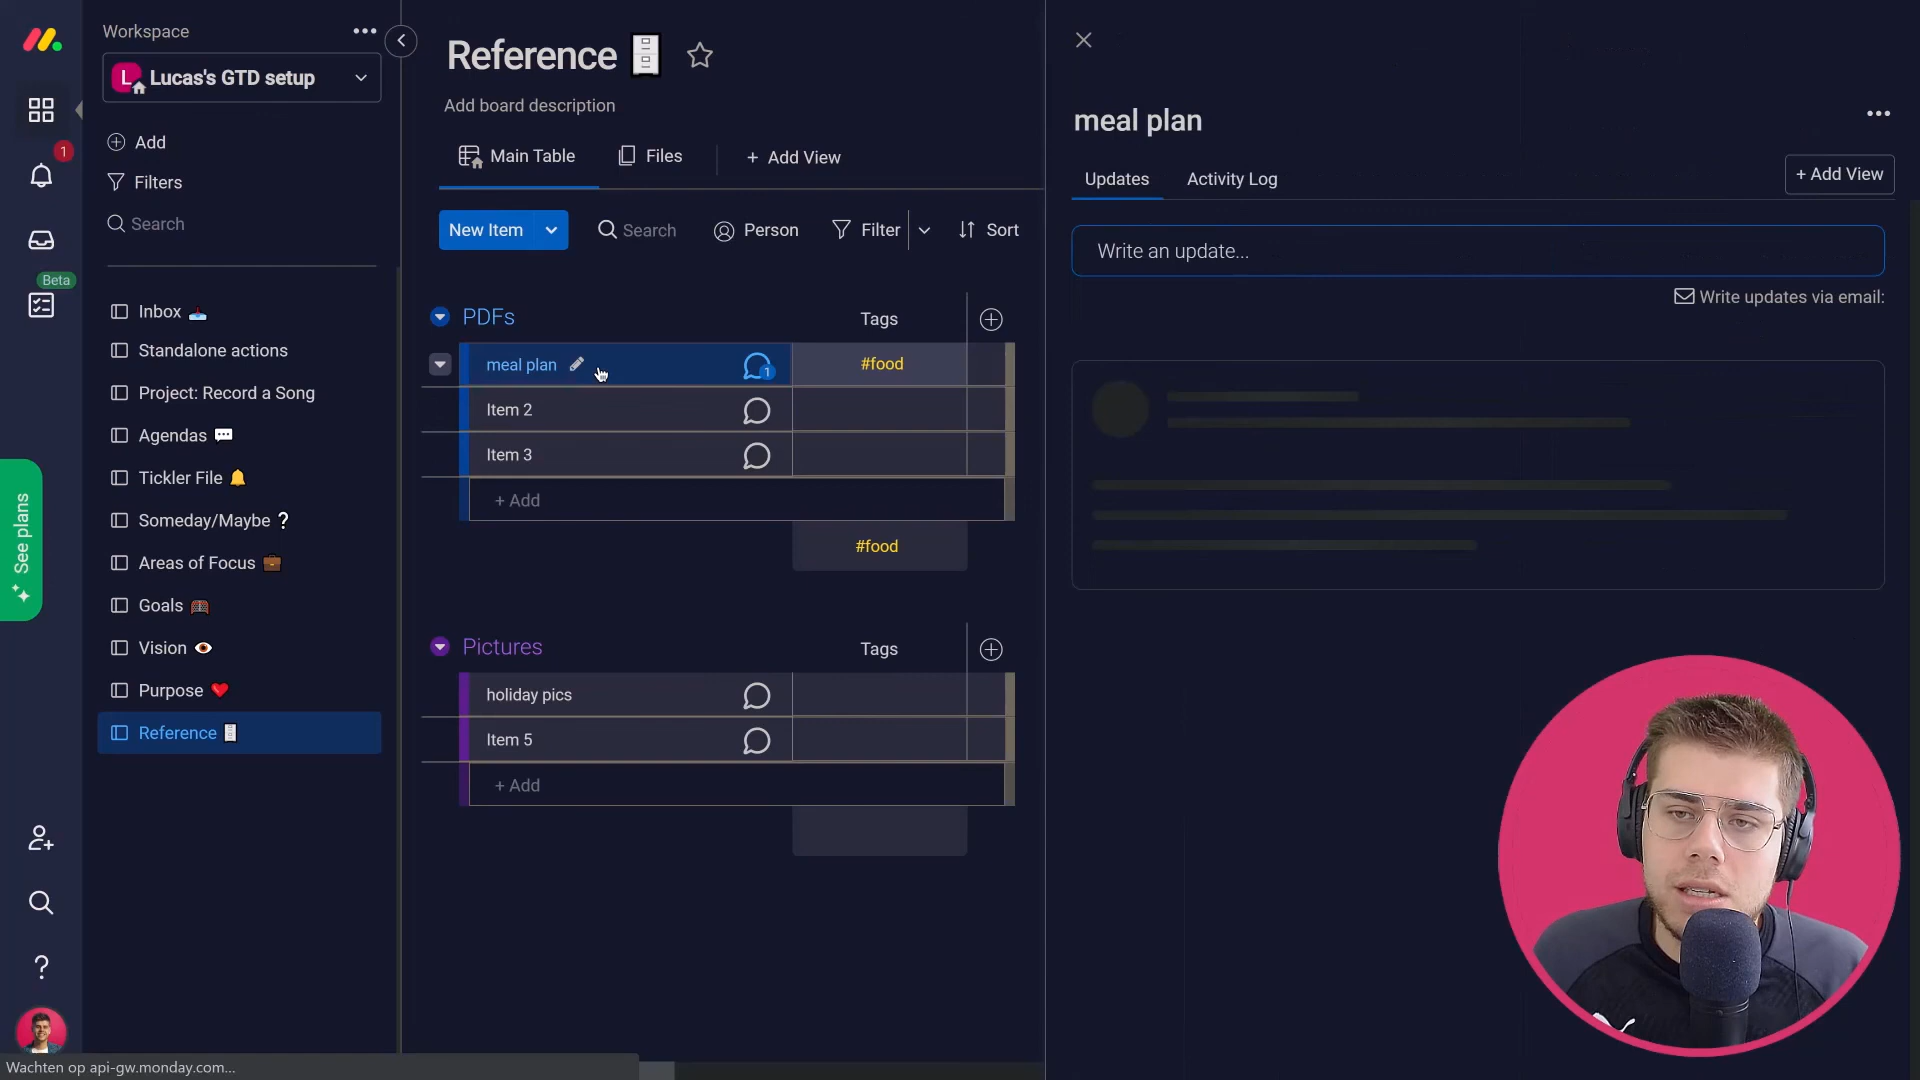 Workspace
L
Lucas's GTD setup
Add
Filters
Search
1
Beta
See plans
Inbox
Standalone actions
Project: Record a Song
Agendas
Tickler File
Someday/Maybe ?
Areas of Focus
Goals
Vision
Purpose
Reference
Wachten op api-gw.monday.com...
Reference
Add board description
Main Table
Files
+ Add View
New Item
Search
Person
Filter
Sort
PDFs
Tags
meal plan
1
#food
Item 2
Item 3
+ Add
#food
Pictures
Tags
holiday pics
Item 5
+ Add
meal plan
Updates
Activity Log
+ Add View
Write an update...
Write updates via email: